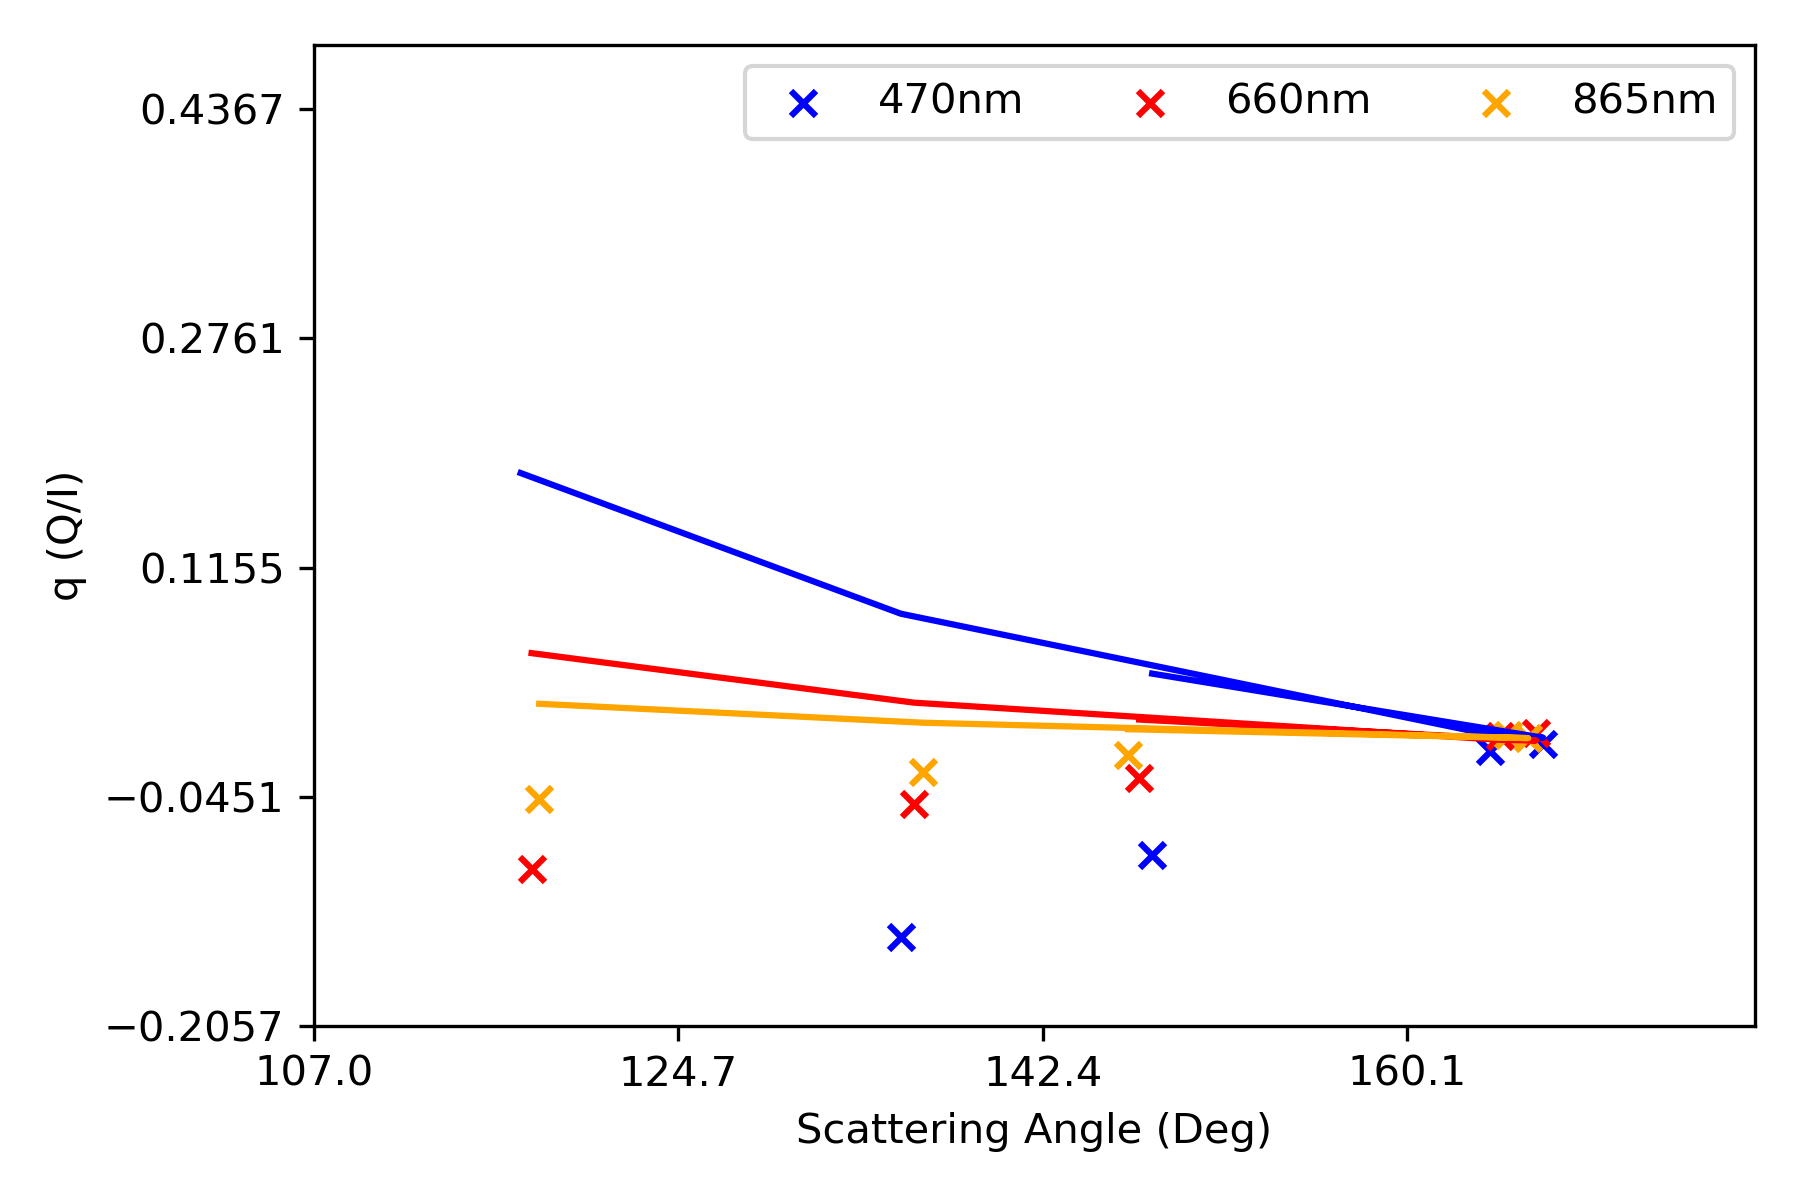 470nm 660nm 865nm
0.4367
0.2761
0.1155
−0.0451
−0.2057
q (Q/I)
107.0 124.7 142.4 160.1
Scattering Angle (Deg)